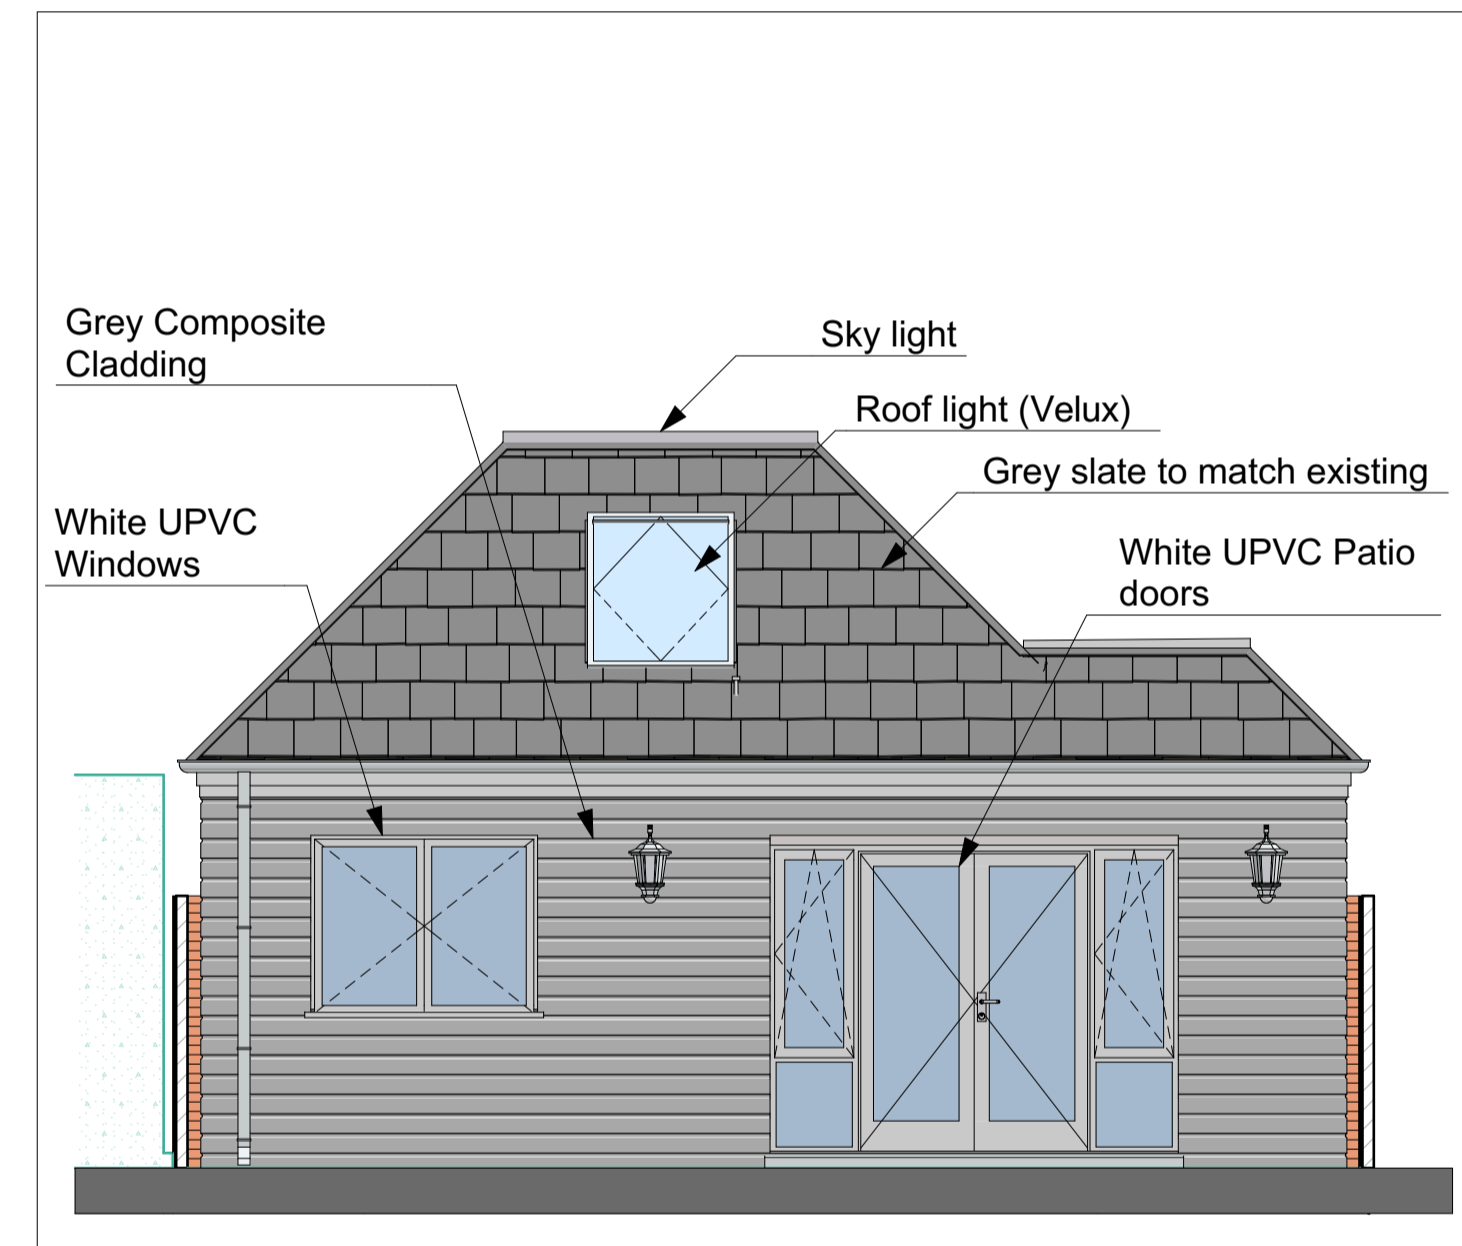 Grey Composite
Cladding
Sky light
Roof light (Velux)
Grey slate to match existing
White UPVC
Windows
White UPVC Patio
doors